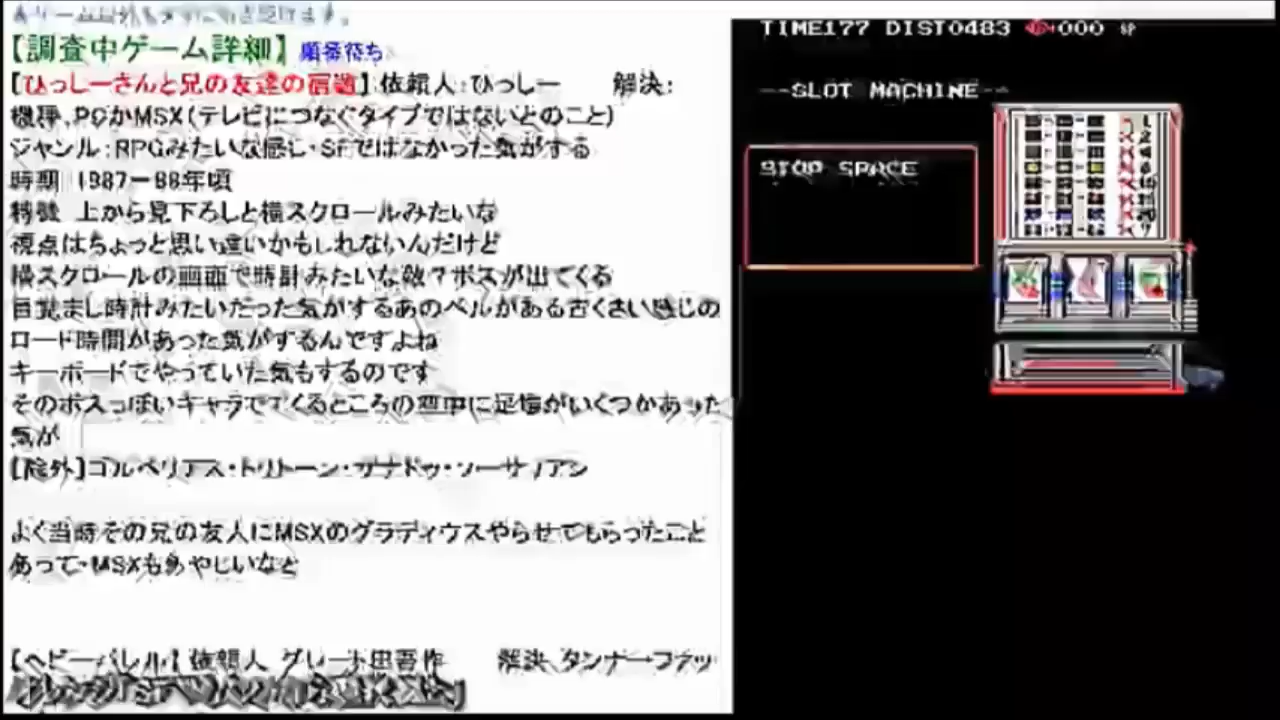 【調査中ゲーム詳細】 順番待ち
【ひっしーさんと兄の友達の宿題】依頼人:ひっしー 解決:
機種、PCかMSX(テレビにつなぐタイプではないとのこと)
ジャンル:RPGみたいな感じ・SFではなかった気がする
時期 1987ー88年頃
特徴 上から見下ろしと横スクロールみたいな
視点はちょっと思い違いかもしれないんだけど
横スクロールの画面で時計みたいな敵?ボスが出てくる
目覚まし時計みたいだった気がするあのベルがある古くさい感じの
ロード時間があった気がするんですよね
キーボードでやっていた気もするのです
そのボスっぽいキャラでてくるところの空中に足場がいくつかあった
気が
【除外】コルベリアス・トリトーン・ザナドゥ・ソーサリアン
よく当時その兄の友人にMSXのグラディウスやらせてもらったこと
あって・MSXもあやしいなと
【ヘビーバレル】依頼人 グレート田吾作 解決 タンナーファッ
TIME177 DIST0483 000 SP
--SLOT MACHINE--
STOP SPACE